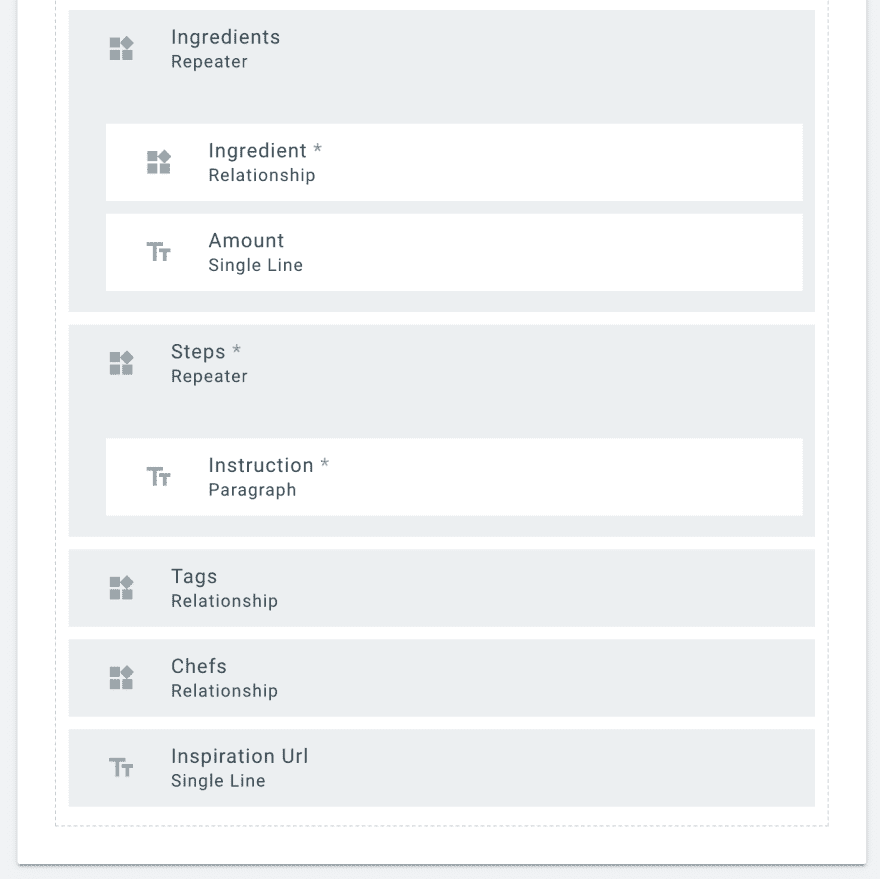 Ingredients
Repeater
Ingredient *
Relationship
Amount
Single Line
Steps *
Repeater
Instruction *
Paragraph
Tags
Relationship
Chefs
Relationship
Inspiration Url
Single Line